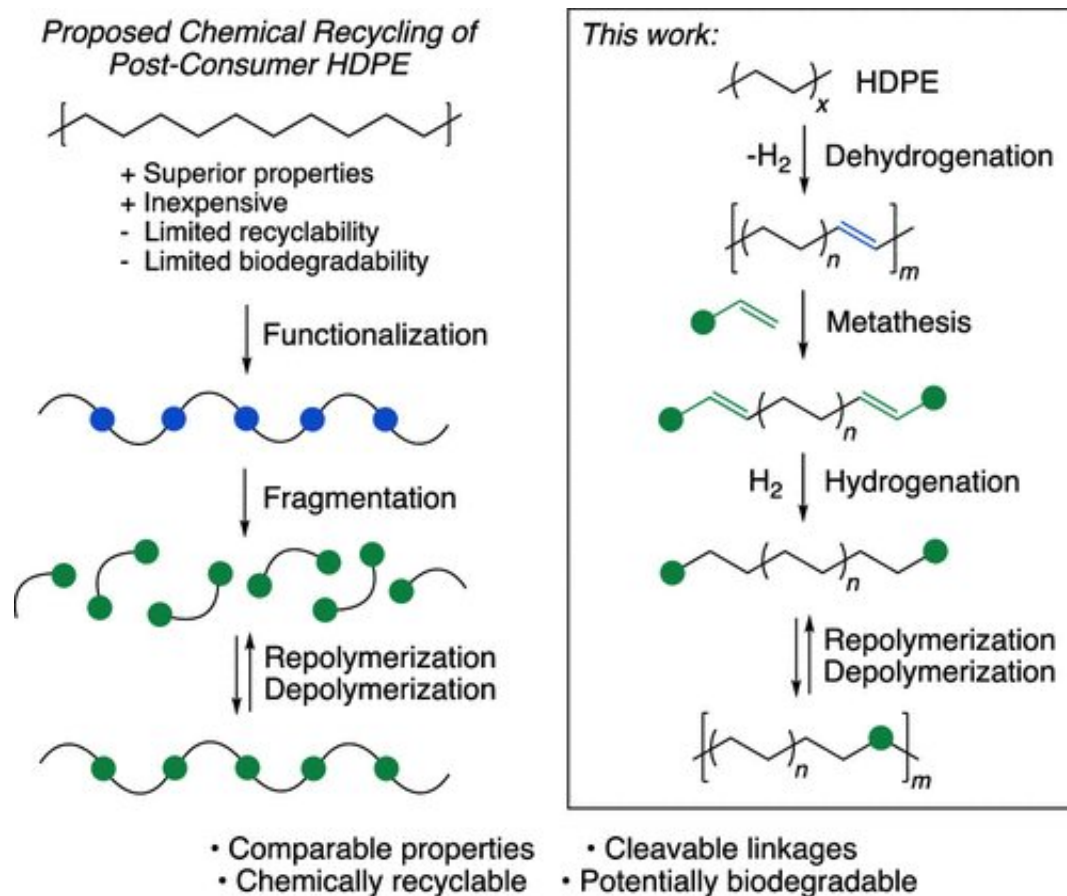 Proposed Chemical Recycling of
Post-Consumer HDPE
+ Superior properties
+ Inexpensive
- Limited recyclability
- Limited biodegradability
Functionalization
Fragmentation
Repolymerization
Depolymerization
This work:
x
HDPE
-H2 Dehydrogenation
n
m
Metathesis
n
H2 Hydrogenation
n
Repolymerization
Depolymerization
n
m
• Comparable properties • Cleavable linkages
• Chemically recyclable • Potentially biodegradable